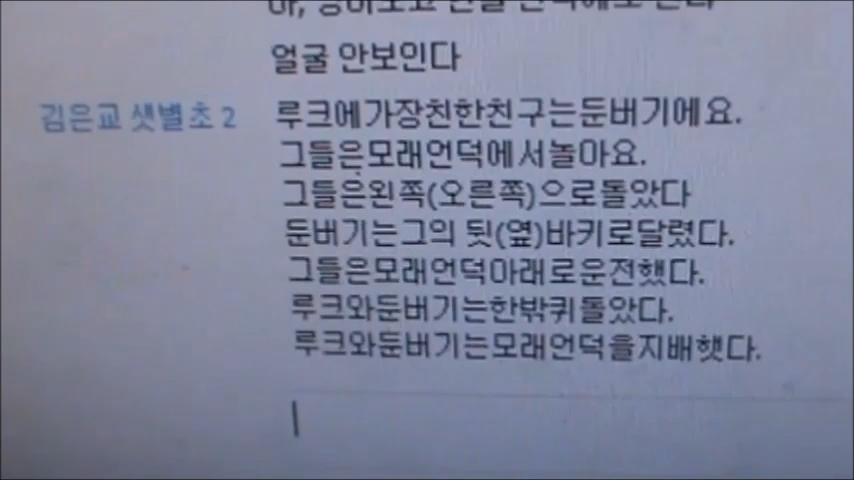 얼굴 안보인다
김은교 샛별초 2 루크에가장친한친구는둔버기에요.
그들은모래언덕에서놀아요.
그들은왼쪽(오른쪽)으로돌았다
둔버기는그의 뒷(옆)바키로달렸다.
그들은모래언덕아래로운전했다.
루크와둔버기는한밖퀴돌았다.
루크와둔버기는모래언덕을지배햇다.